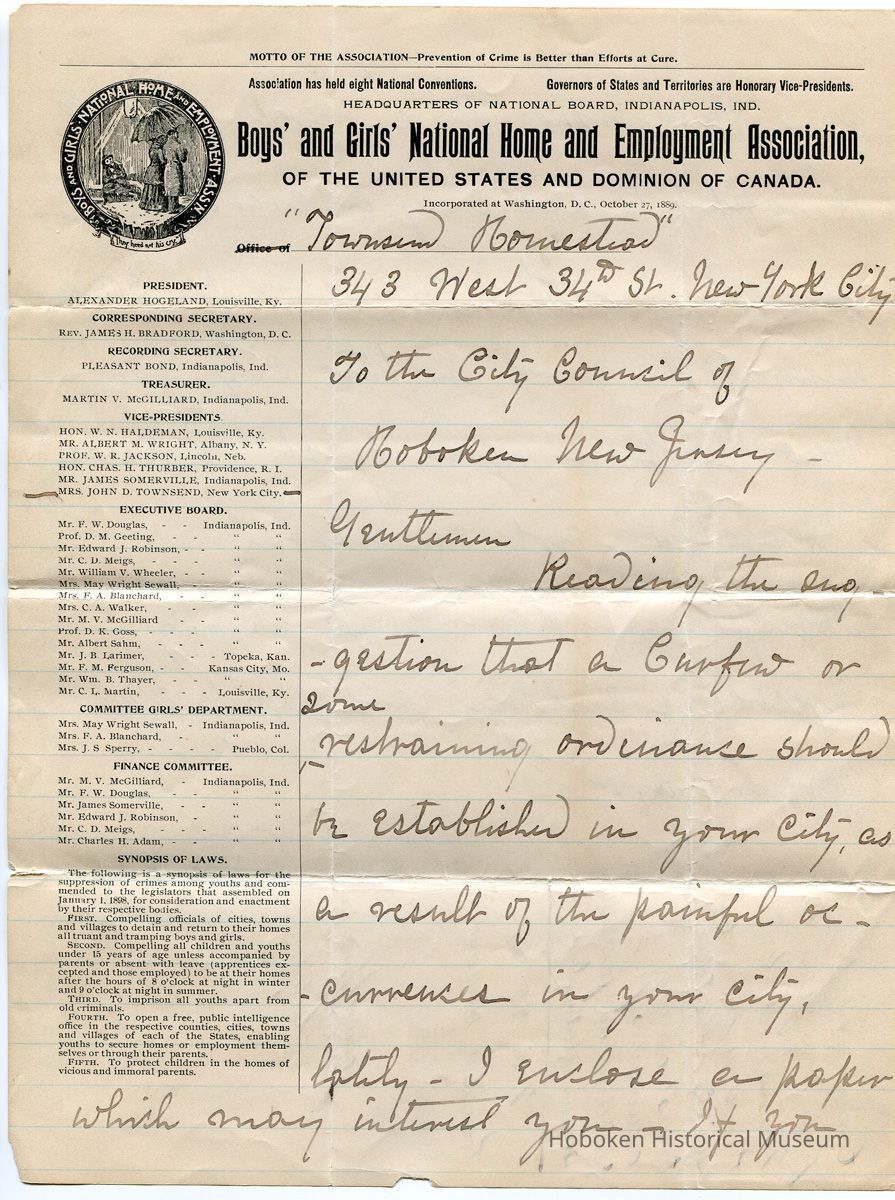 MOTTO OF THE ASSOCIATION—Prevention of Crime is Better than Efforts at Cure.
Association has held eight National Conventions. Governors of States and Territories are Honorary Vice-Presidents.
HEADQUARTERS OF NATIONAL BOARD, INDIANAPOLIS, IND.
BOYS AND GIRLS NATIONAL HOME AND EMPLOYMENT ASS'N.
They heed not his cry.
Boys' and Girls' National Home and Employment Association,
OF THE UNITED STATES AND DOMINION OF CANADA.
Incorporated at Washington, D. C., October 27, 1889.
Office of "Townsend Homestead"
343 West 34th St. New York City
PRESIDENT.
ALEXANDER HOGELAND, Louisville, Ky.
CORRESPONDING SECRETARY.
REV. JAMES H. BRADFORD, Washington, D. C.
RECORDING SECRETARY.
PLEASANT BOND, Indianapolis, Ind.
TREASURER.
MARTIN V. McGILLIARD, Indianapolis, Ind.
VICE-PRESIDENTS.
HON. W. N. HALDEMAN, Louisville, Ky.
MR. ALBERT M. WRIGHT, Albany, N. Y.
PROF. W. R. JACKSON, Lincoln, Neb.
HON. CHAS. H. THURBER, Providence, R. I.
MR. JAMES SOMERVILLE, Indianapolis, Ind.
MRS. JOHN D. TOWNSEND, New York City.
EXECUTIVE BOARD.
Mr. F. W. Douglas, - - Indianapolis, Ind.
Prof. D. M. Geeting, - - " "
Mr. Edward J. Robinson, - - " "
Mr. C. D. Meigs, - - " "
Mr. William V. Wheeler, - - " "
Mrs. May Wright Sewall, - - " "
Mrs. F. A. Blanchard, - - " "
Mrs. C. A. Walker, - - " "
Mr. M. V. McGilliard - - " "
Prof. D. K. Goss, - - - " "
Mr. Albert Sahm, - - - " "
Mr. J. B. Larimer, - - - Topeka, Kan.
Mr. F. M. Ferguson, - - Kansas City, Mo.
Mr. Wm. B. Thayer, - - " "
Mr. C. L. Martin, - - - Louisville, Ky.
COMMITTEE GIRLS' DEPARTMENT.
Mrs. May Wright Sewall, - Indianapolis, Ind.
Mrs. F. A. Blanchard, - " "
Mrs. J. S Sperry, - - - - Pueblo, Col.
FINANCE COMMITTEE.
Mr. M. V. McGilliard, - Indianapolis, Ind.
Mr. F. W. Douglas, - - " "
Mr. James Somerville, - - " "
Mr. Edward J. Robinson, - " "
Mr. C. D. Meigs, - - - " "
Mr. Charles H. Adam, - - " "
SYNOPSIS OF LAWS.
The following is a synopsis of laws for the
suppression of crimes among youths and com-
mended to the legislators that assembled on
January 1, 1898, for consideration and enactment
by their respective bodies.
FIRST. Compelling officials of cities, towns
and villages to detain and return to their homes
all truant and tramping boys and girls.
SECOND. Compelling all children and youths
under 15 years of age unless accompanied by
parents or absent with leave (apprentices ex-
cepted and those employed) to be at their homes
after the hours of 8 o'clock at night in winter
and 9 o'clock at night in summer.
THIRD. To imprison all youths apart from
old criminals.
FOURTH. To open a free, public intelligence
office in the respective counties, cities, towns
and villages of each of the States, enabling
youths to secure homes or employment them-
selves or through their parents.
FIFTH. To protect children in the homes of
vicious and immoral parents.
To the City Council of
Hoboken New Jersey -
Gentlemen
Reading the sug
-gestion that a Curfew or
some
restraining ordinance should
be established in your city, as
a result of the painful oc-
-currences in your city,
lately - I enclose a paper
which may interest you - If you
Hoboken Historical Museum